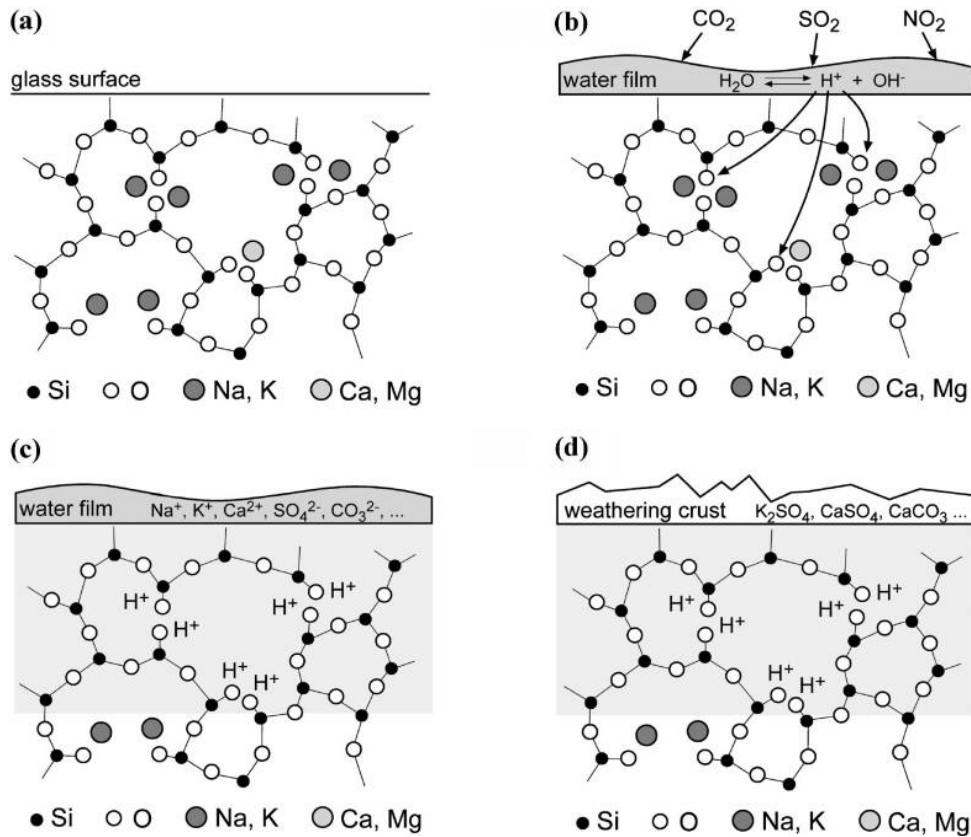 (a)
glass surface
Si O Na, K Ca, Mg
(b)
CO₂ SO₂ NO₂
water film H₂O ⇌ H⁺ + OH⁻
Si O Na, K Ca, Mg
(c)
water film Na⁺, K⁺, Ca²⁺, SO₄²⁻, CO₃²⁻, ...
H⁺ H⁺
H⁺ H⁺
H⁺ H⁺
Si O Na, K Ca, Mg
(d)
weathering crust K₂SO₄, CaSO₄, CaCO₃ ...
H⁺ H⁺
H⁺ H⁺
H⁺ H⁺
Si O Na, K Ca, Mg